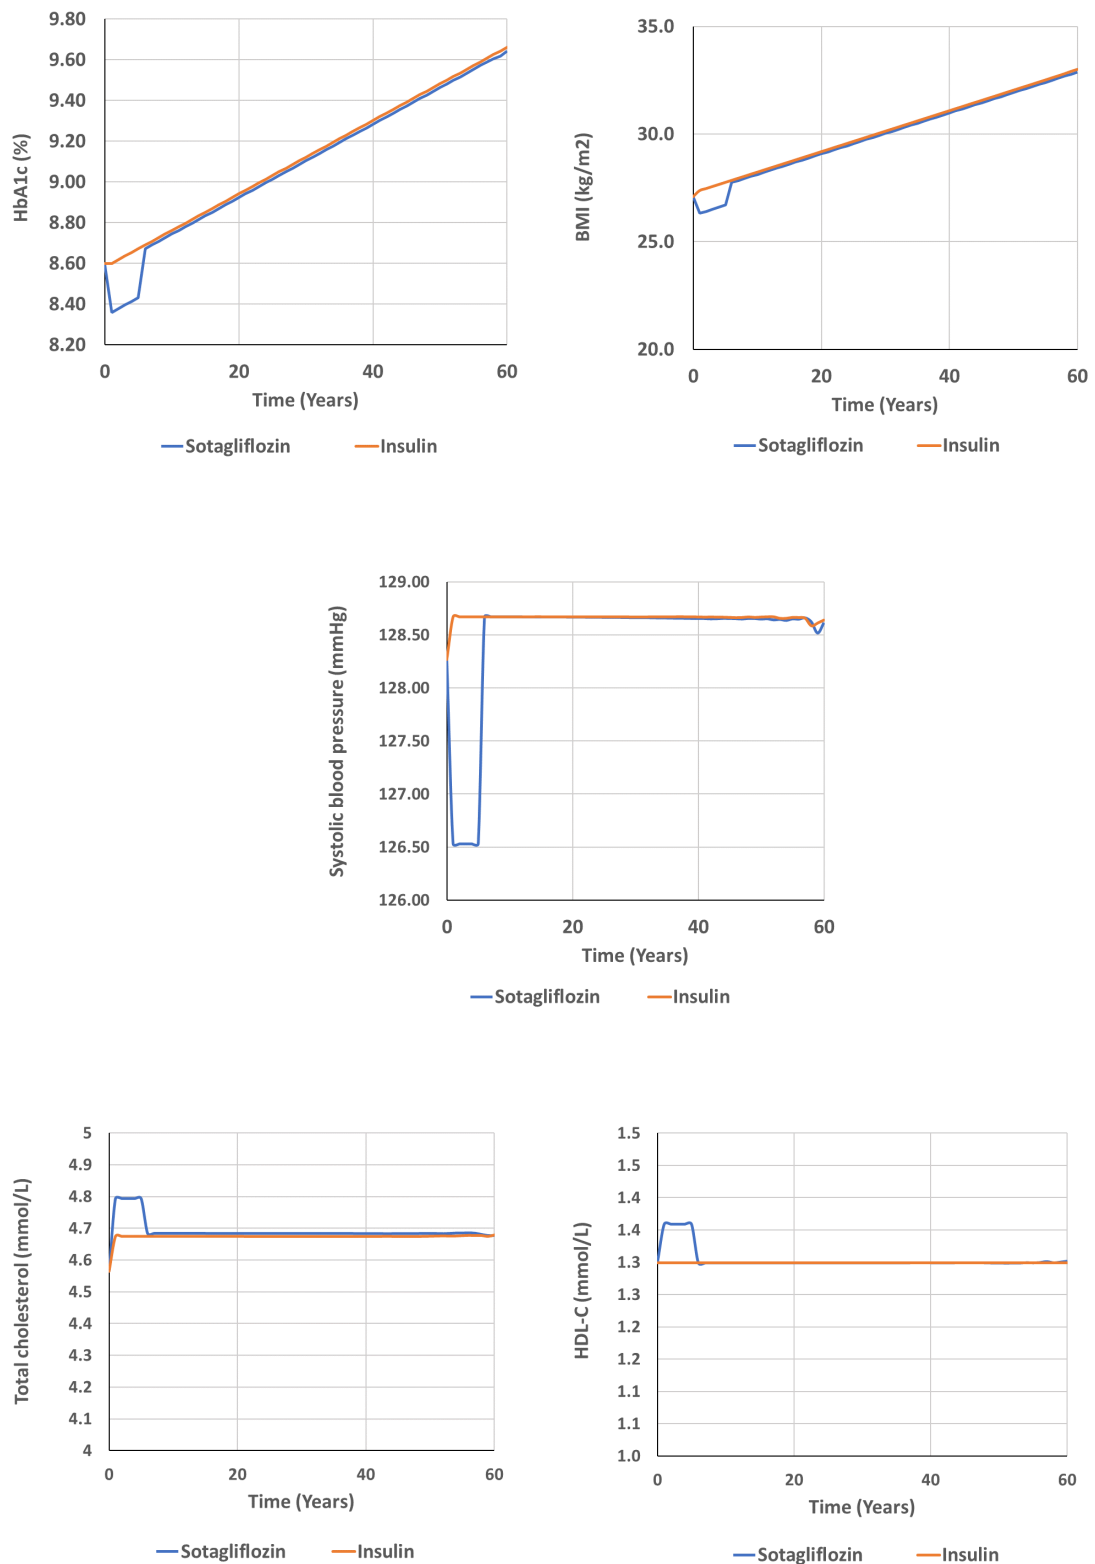 9.80
9.60
9.40
9.20
9.00
8.80
8.60
8.40
8.20
HbA1c (%)
0 20 40 60
Time (Years)
Sotagliflozin Insulin
35.0
30.0
25.0
20.0
BMI (kg/m2)
0 20 40 60
Time (Years)
Sotagliflozin Insulin
129.00
128.50
128.00
127.50
127.00
126.50
126.00
Systolic blood pressure (mmHg)
0 20 40 60
Time (Years)
Sotagliflozin Insulin
5
4.9
4.8
4.7
4.6
4.5
4.4
4.3
4.2
4.1
4
Total cholesterol (mmol/L)
0 20 40 60
Time (Years)
Sotagliflozin Insulin
1.5
1.5
1.4
1.4
1.3
1.3
1.2
1.2
1.1
1.1
1.0
HDL-C (mmol/L)
0 20 40 60
Time (Years)
Sotagliflozin Insulin